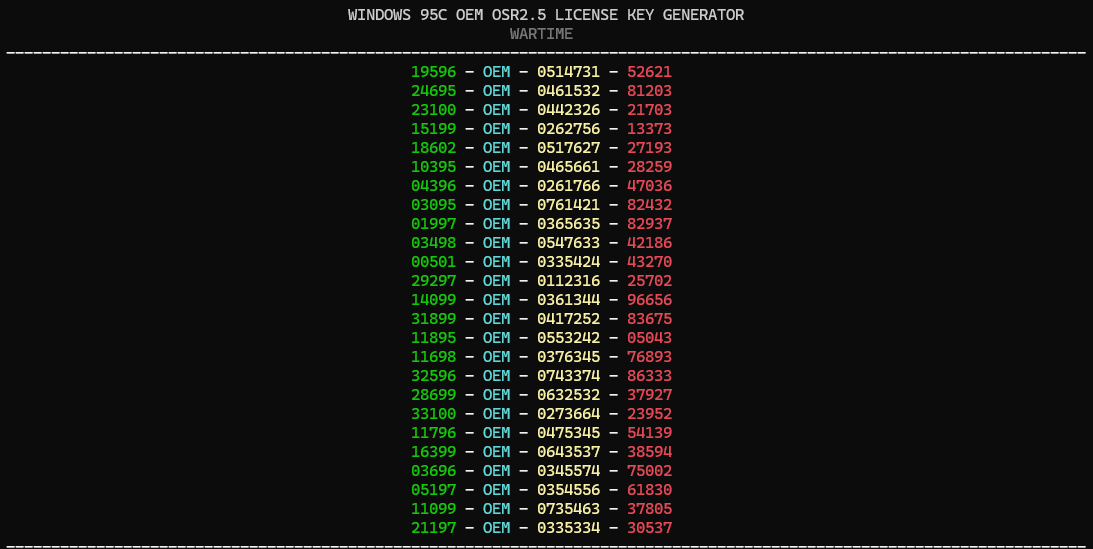 WINDOWS 95C OEM OSR2.5 LICENSE KEY GENERATOR
WARTIME
19596 - OEM - 0514731 - 52621
24695 - OEM - 0461532 - 81203
23100 - OEM - 0442326 - 21703
15199 - OEM - 0262756 - 13373
18602 - OEM - 0517627 - 27193
10395 - OEM - 0465661 - 28259
04396 - OEM - 0261766 - 47036
03095 - OEM - 0761421 - 82432
01997 - OEM - 0365635 - 82937
03498 - OEM - 0547633 - 42186
00501 - OEM - 0335424 - 43270
29297 - OEM - 0112316 - 25702
14099 - OEM - 0361344 - 96656
31899 - OEM - 0417252 - 83675
11895 - OEM - 0553242 - 05043
11698 - OEM - 0376345 - 76893
32596 - OEM - 0743374 - 86333
28699 - OEM - 0632532 - 37927
33100 - OEM - 0273664 - 23952
11796 - OEM - 0475345 - 54139
16399 - OEM - 0643537 - 38594
03696 - OEM - 0345574 - 75002
05197 - OEM - 0354556 - 61830
11099 - OEM - 0735463 - 37805
21197 - OEM - 0335334 - 30537